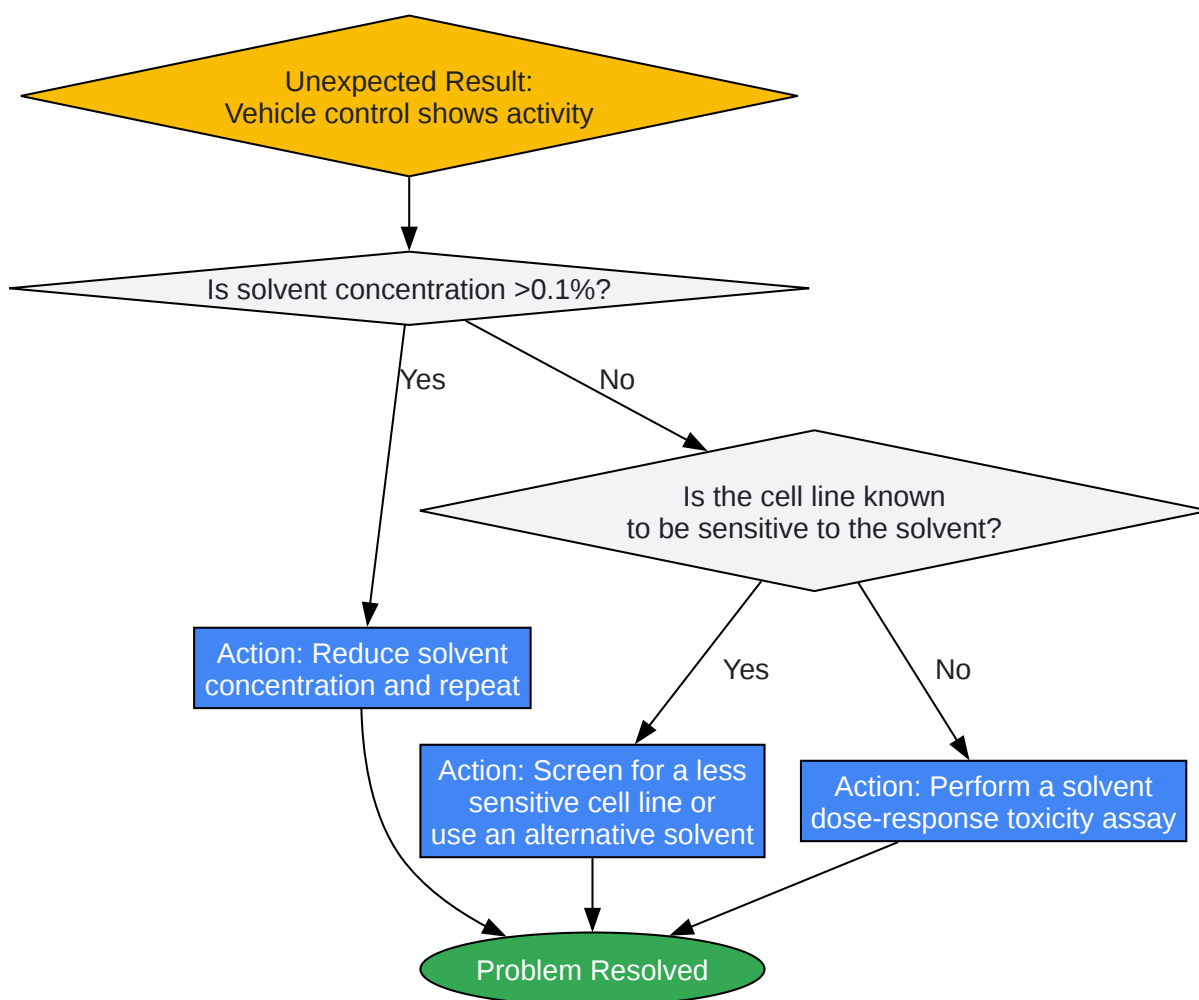 Unexpected Result:
Vehicle control shows activity
Is solvent concentration >0.1%?
Yes
No
Is the cell line known
to be sensitive to the solvent?
Action: Reduce solvent
concentration and repeat
Yes
No
Action: Screen for a less
sensitive cell line or
use an alternative solvent
Action: Perform a solvent
dose-response toxicity assay
Problem Resolved